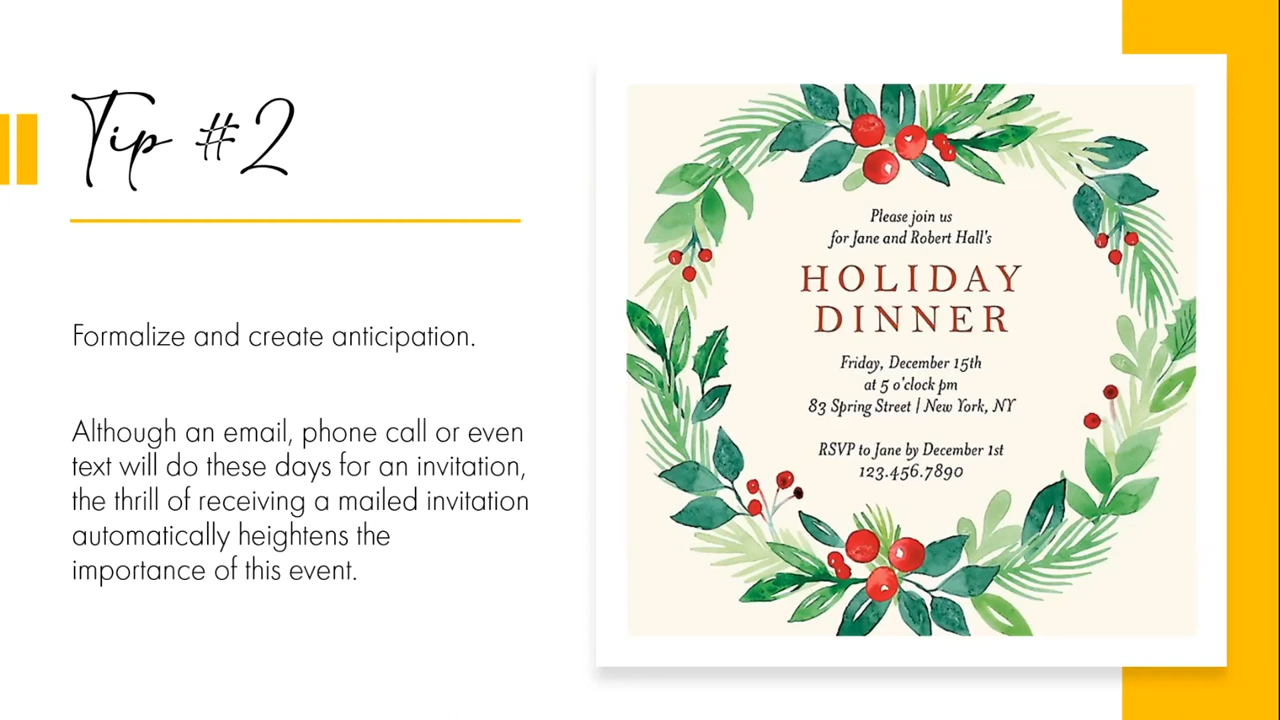 Tip #2
Formalize and create anticipation.
Although an email, phone call or even
text will do these days for an invitation,
the thrill of receiving a mailed invitation
automatically heightens the
importance of this event.
Please join us
for Jane and Robert Hall's
HOLIDAY
DINNER
Friday, December 15th
at 5 o'clock pm
83 Spring Street | New York, NY
RSVP to Jane by December 1st
123.456.7890